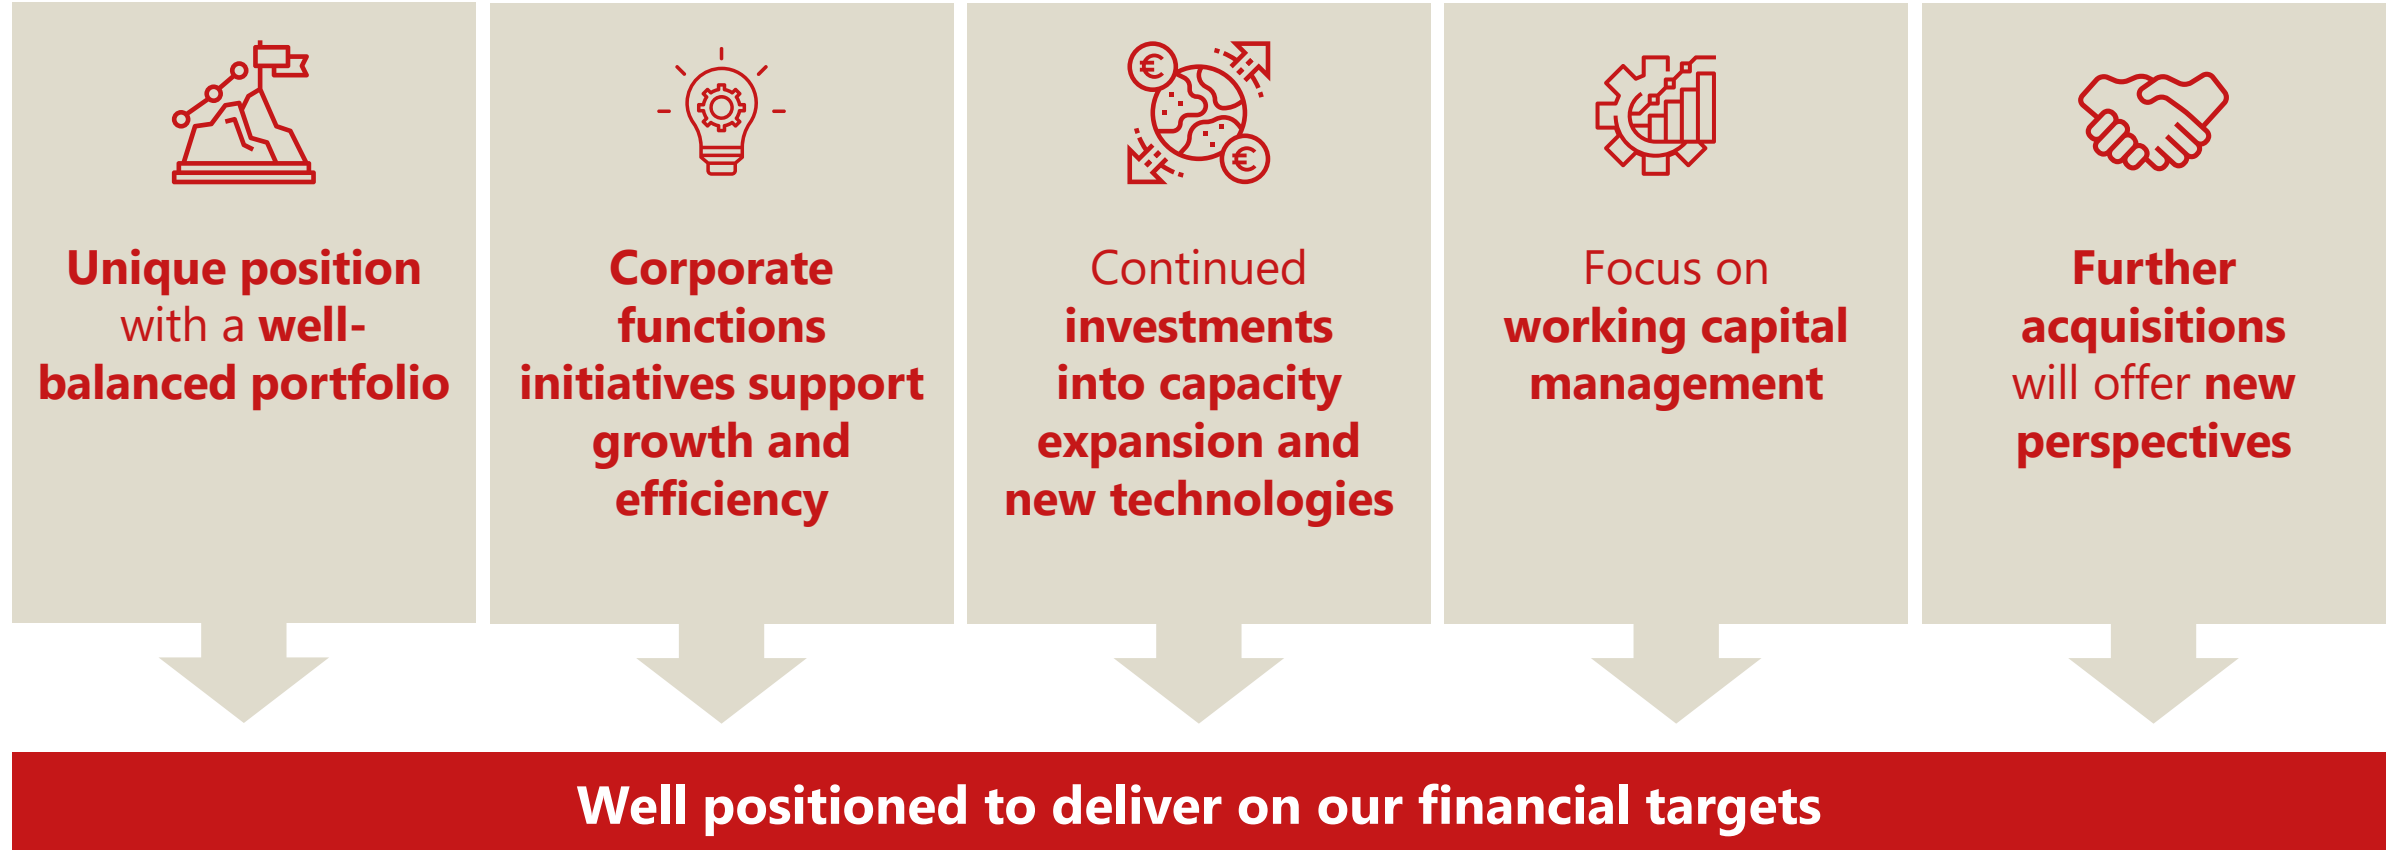 Unique position
with a well-
balanced portfolio
Corporate
functions
initiatives support
growth and
efficiency
Continued
investments
into capacity
expansion and
new technologies
Focus on
working capital
management
Further
acquisitions
will offer new
perspectives
€
€
Well positioned to deliver on our financial targets